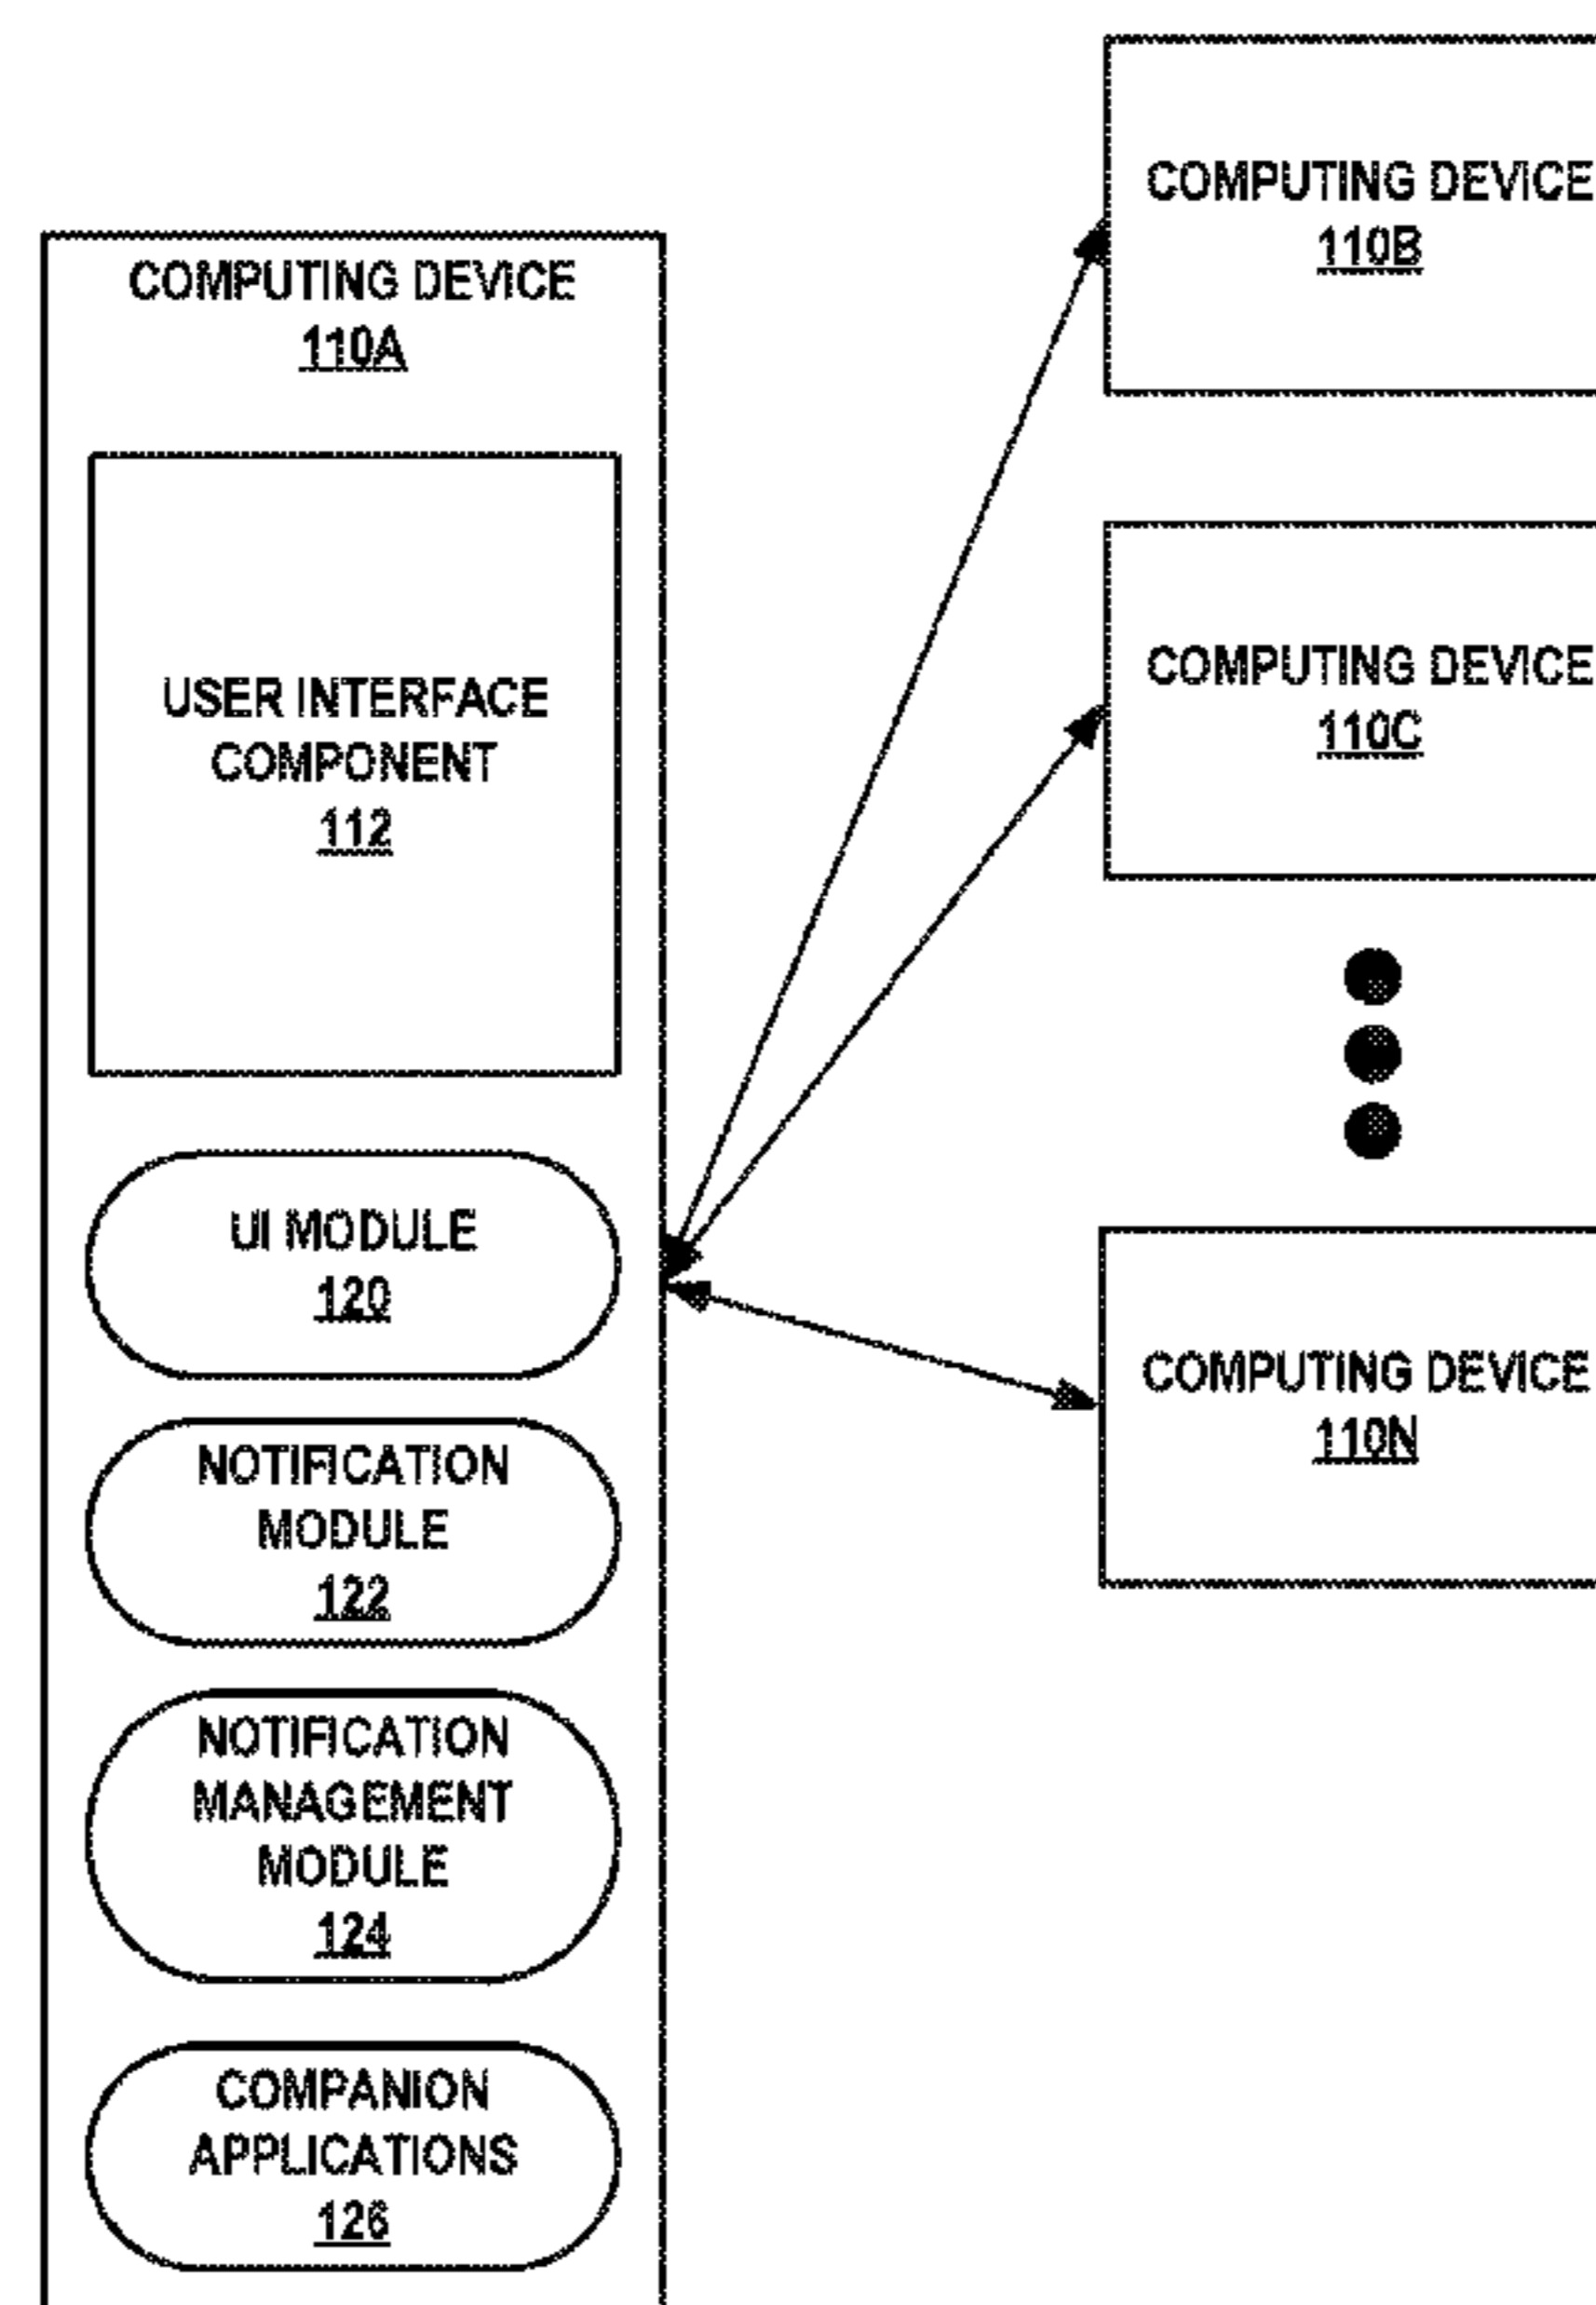 COMPUTING DEVICE
110A
USER INTERFACE
COMPONENT
112
UI MODULE
120
NOTIFICATION
MODULE
122
NOTIFICATION
MANAGEMENT
MODULE
124
COMPANION
APPLICATIONS
126
COMPUTING DEVICE
110B
COMPUTING DEVICE
110C
COMPUTING DEVICE
110N